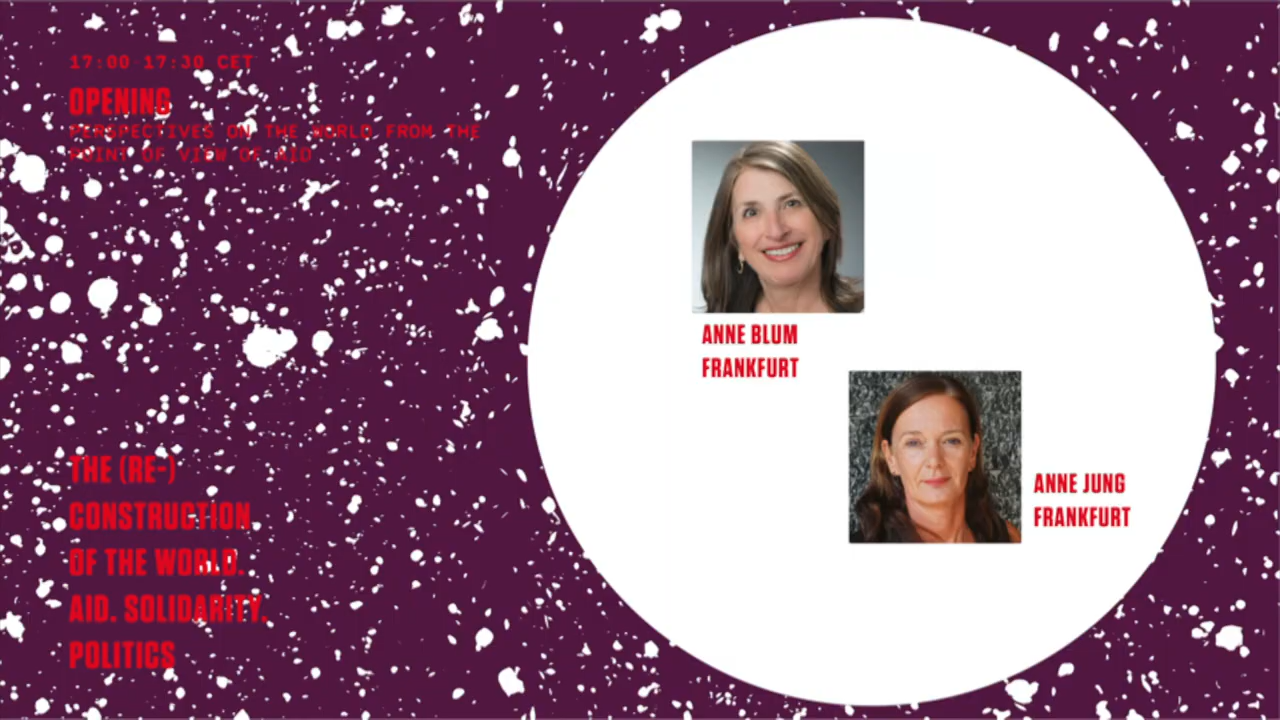 17:00-17:30 CET
OPENING
PERSPECTIVES ON THE WORLD FROM THE
POINT OF VIEW OF AID
THE (RE-)
CONSTRUCTION
OF THE WORLD.
AID. SOLIDARITY.
POLITICS
ANNE BLUM
FRANKFURT
ANNE JUNG
FRANKFURT